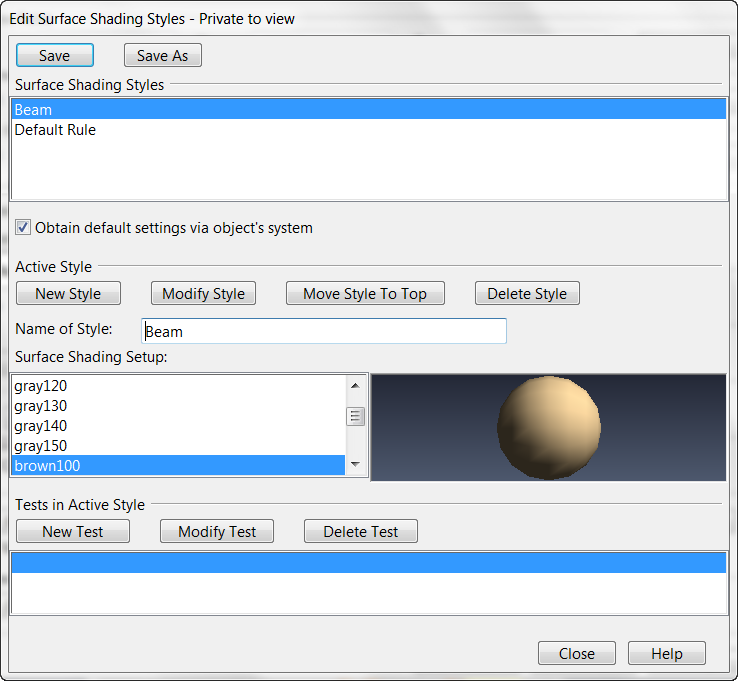 Edit Surface Shading Styles - Private to view
Save Save As
Surface Shading Styles
Beam
Default Rule
Obtain default settings via object's system
Active Style
New Style Modify Style Move Style To Top Delete Style
Name of Style: Beam
Surface Shading Setup:
gray120
gray130
gray140
gray150
brown100
Tests in Active Style
New Test Modify Test Delete Test
Close Help